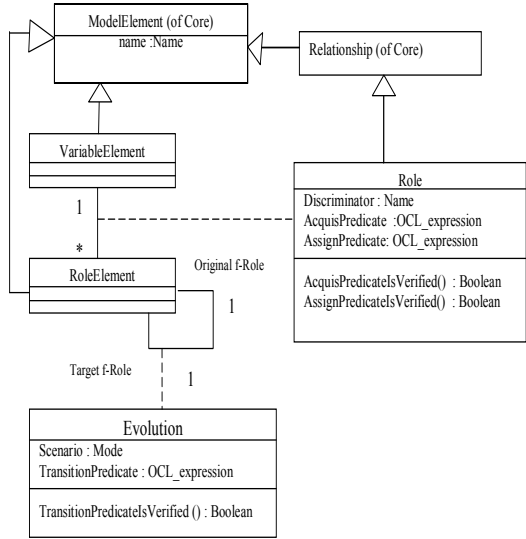 ModelElement (of Core)
name :Name
Relationship (of Core)
VariableElement
Role
Discriminator : Name
AcquisPredicate :OCL_expression
AssignPredicate: OCL_expression
AcquisPredicateIsVerified() : Boolean
AssignPredicateIsVerified() : Boolean
1
*
RoleElement
Original f-Role
1
Target f-Role
1
Evolution
Scenario : Mode
TransitionPredicate : OCL_expression
TransitionPredicateIsVerified () : Boolean